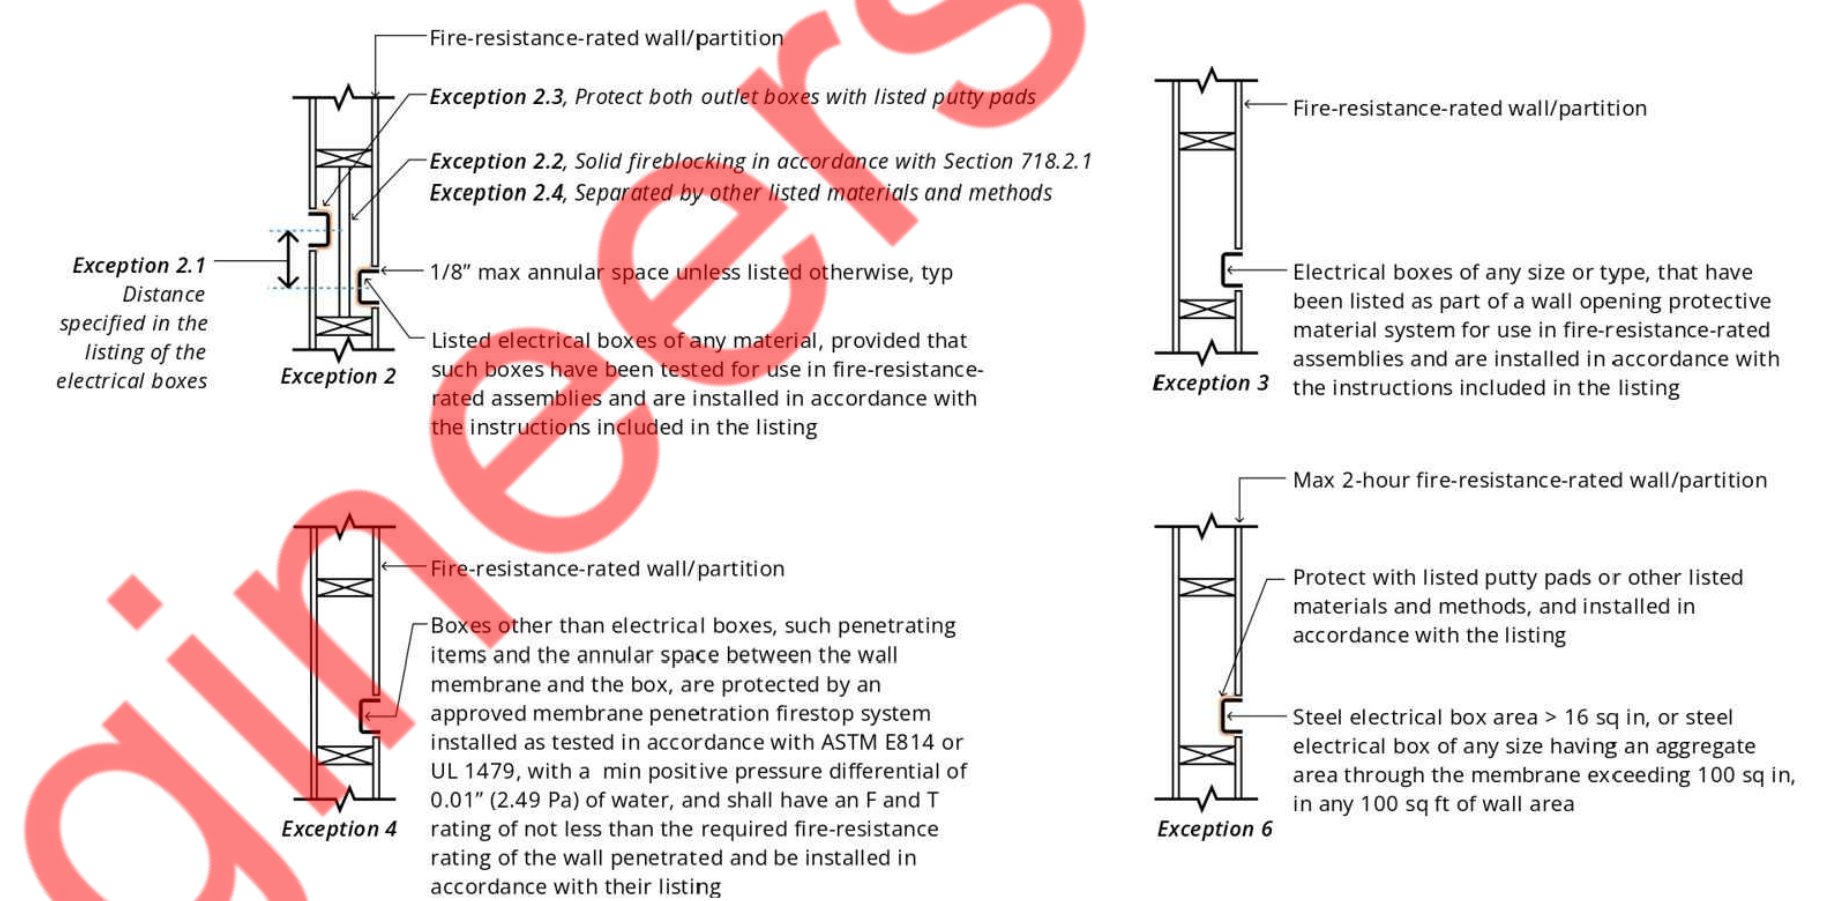 Fire-resistance-rated wall/partition
Exception 2.3, Protect both outlet boxes with listed putty pads
Exception 2.2, Solid fireblocking in accordance with Section 718.2.1
Exception 2.4, Separated by other listed materials and methods
Exception 2.1
Distance
specified in the
listing of the
electrical boxes
1/8” max annular space unless listed otherwise, typ
Listed electrical boxes of any material, provided that
such boxes have been tested for use in fire-resistance-
rated assemblies and are installed in accordance with
the instructions included in the listing
Exception 2
Fire-resistance-rated wall/partition
Electrical boxes of any size or type, that have
been listed as part of a wall opening protective
material system for use in fire-resistance-rated
assemblies and are installed in accordance with
the instructions included in the listing
Exception 3
Fire-resistance-rated wall/partition
Boxes other than electrical boxes, such penetrating
items and the annular space between the wall
membrane and the box, are protected by an
approved membrane penetration firestop system
installed as tested in accordance with ASTM E814 or
UL 1479, with a min positive pressure differential of
0.01” (2.49 Pa) of water, and shall have an F and T
rating of not less than the required fire-resistance
rating of the wall penetrated and be installed in
accordance with their listing
Exception 4
Max 2-hour fire-resistance-rated wall/partition
Protect with listed putty pads or other listed
materials and methods, and installed in
accordance with the listing
Steel electrical box area > 16 sq in, or steel
electrical box of any size having an aggregate
area through the membrane exceeding 100 sq in,
in any 100 sq ft of wall area
Exception 6
gineers